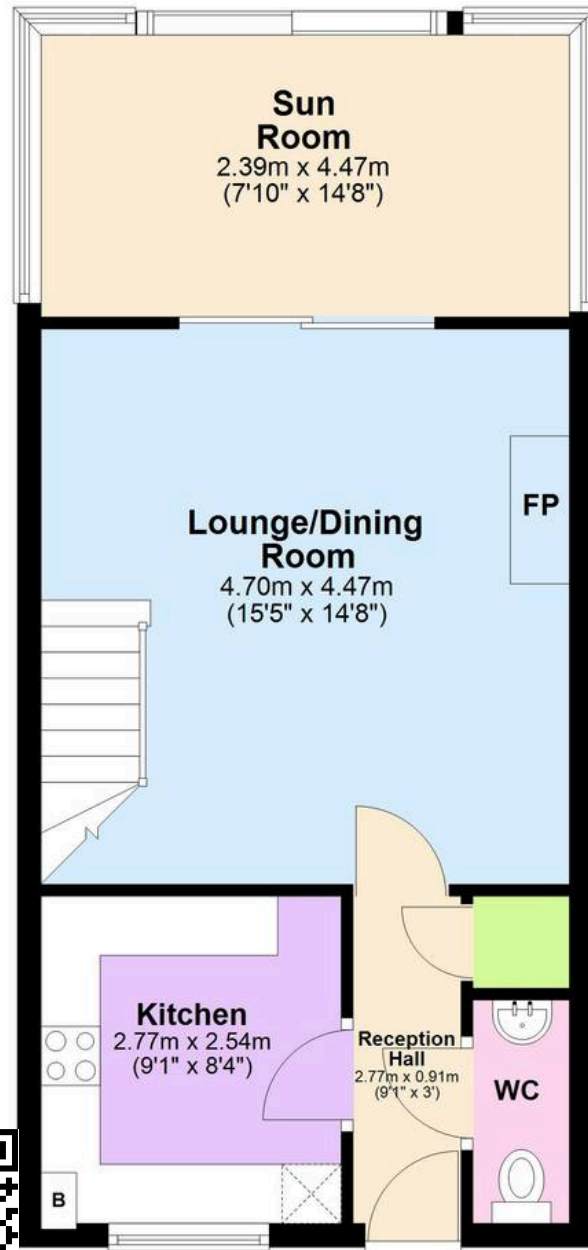 Sun
Room
2.39m x 4.47m
(7'10" x 14'8")
Lounge/Dining
Room
4.70m x 4.47m
(15'5" x 14'8")
FP
Kitchen
2.77m x 2.54m
(9'1" x 8'4")
Reception
Hall
2.77m x 0.91m
(9'1" x 3')
WC
B